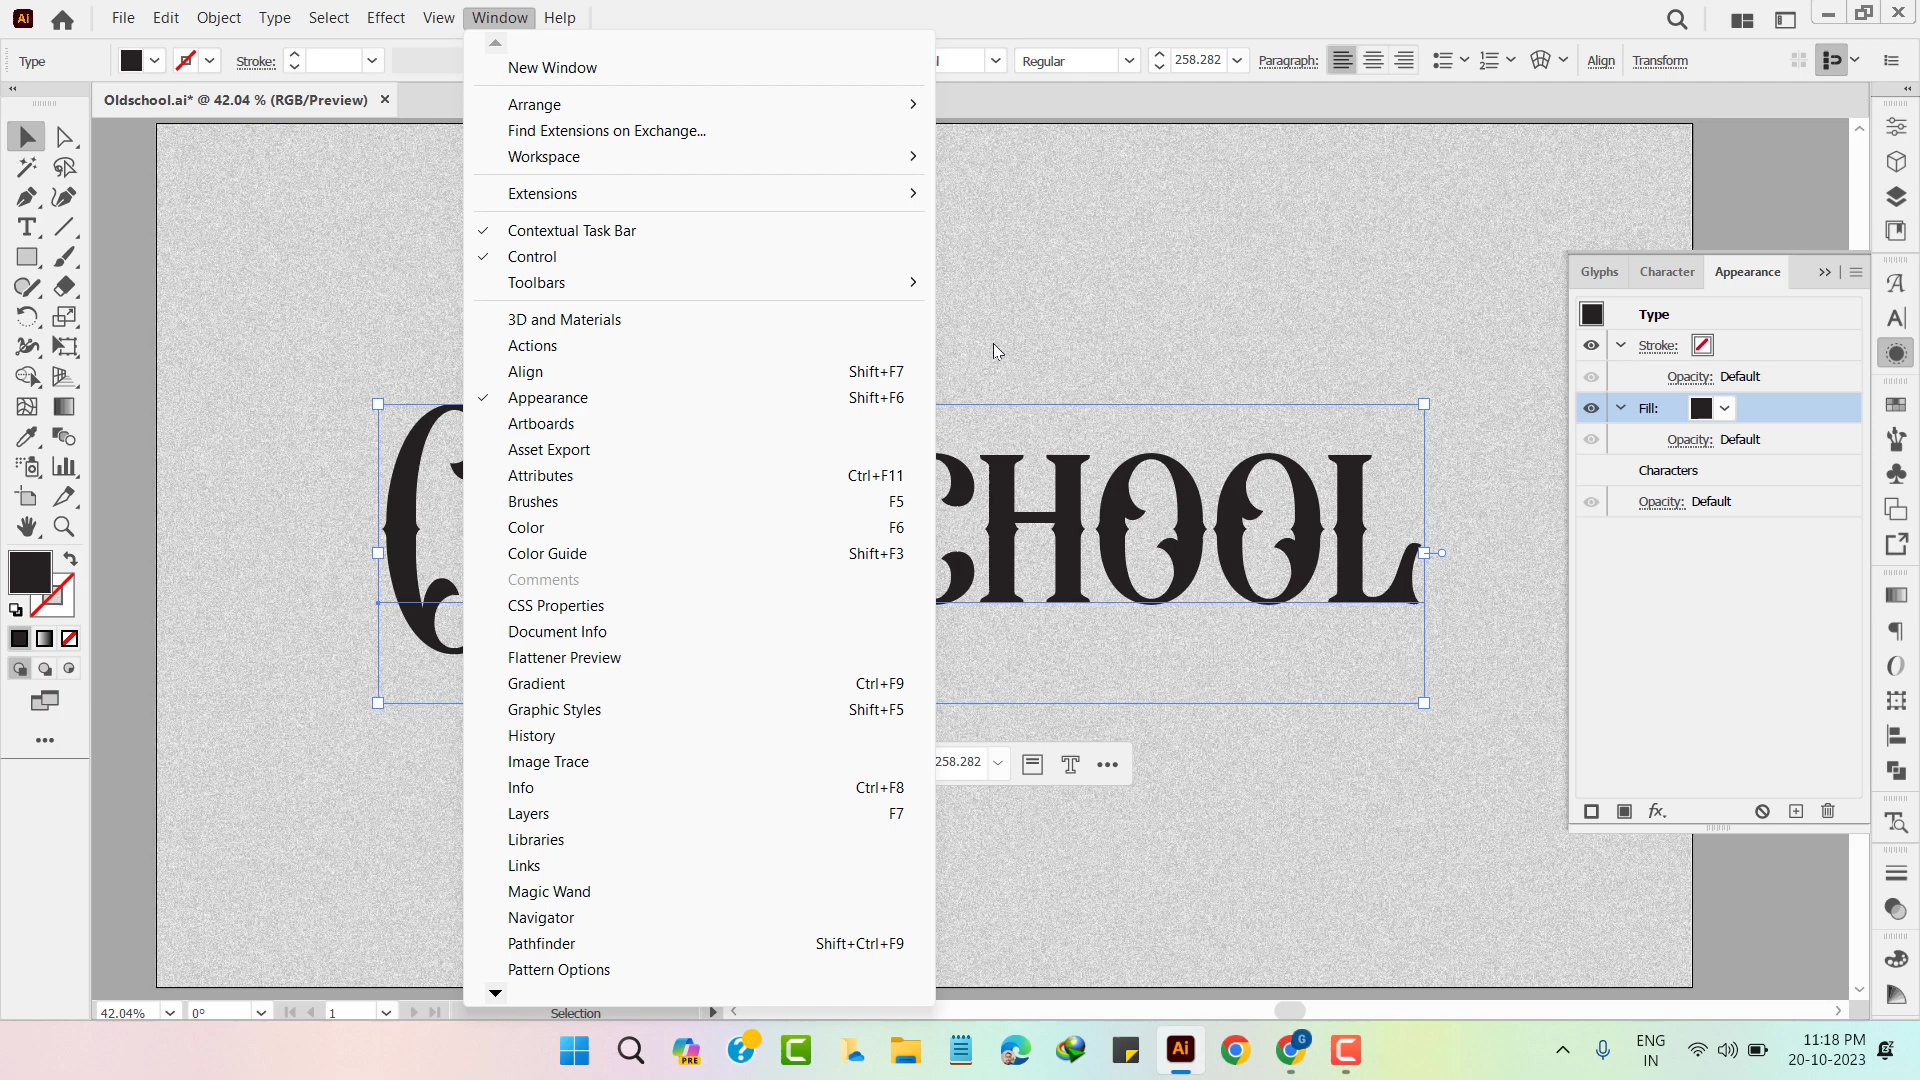 Ai File Edit Object Type Select Effect View Window Help
Type Stroke: Regular 258.282 Paragraph: Align Transform
Oldschool.ai* @ 42.04 % (RGB/Preview)
New Window
Arrange
Find Extensions on Exchange...
Workspace
Extensions
Contextual Task Bar
Control
Toolbars
3D and Materials
Actions
Align Shift+F7
Appearance Shift+F6
Artboards
Asset Export
Attributes Ctrl+F11
Brushes F5
Color F6
Color Guide Shift+F3
Comments
CSS Properties
Document Info
Flattener Preview
Gradient Ctrl+F9
Graphic Styles Shift+F5
History
Image Trace
Info Ctrl+F8
Layers F7
Libraries
Links
Magic Wand
Navigator
Pathfinder Shift+Ctrl+F9
Pattern Options
CHOOL
258.282
Glyphs Character Appearance
Type
Stroke:
Opacity: Default
Fill:
Opacity: Default
Characters
Opacity: Default
fx
42.04% 0° 1 Selection
PRE
Ai
G
ENG
IN
11:18 PM
20-10-2023